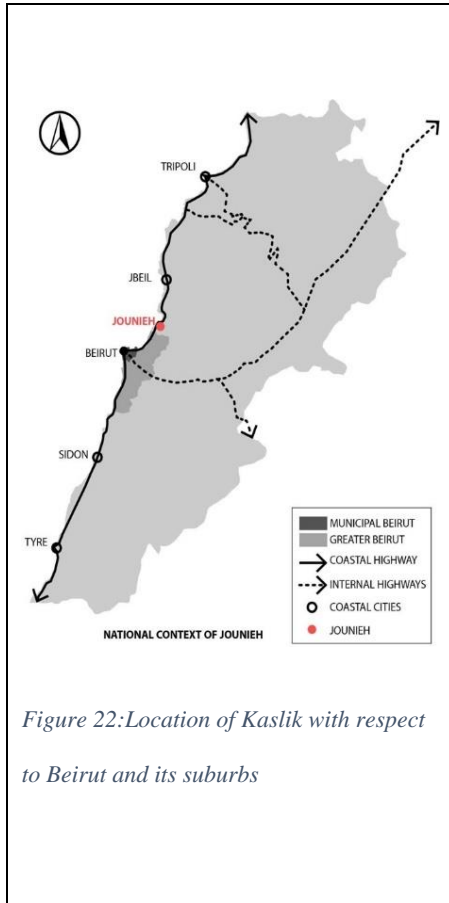 TRIPOLI
JBEIL
JOUNIEH
BEIRUT
SIDON
TYRE
MUNICIPAL BEIRUT
GREATER BEIRUT
COASTAL HIGHWAY
INTERNAL HIGHWAYS
COASTAL CITIES
JOUNIEH
NATIONAL CONTEXT OF JOUNIEH
Figure 22:Location of Kaslik with respect
to Beirut and its suburbs